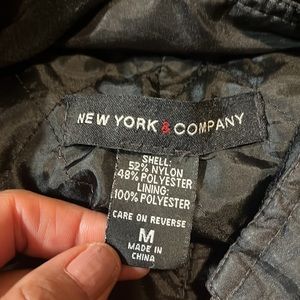 NEW YORK & COMPANY
SHELL:
52% NYLON
48% POLYESTER
LINING:
100% POLYESTER
CARE ON REVERSE
M
MADE IN
CHINA